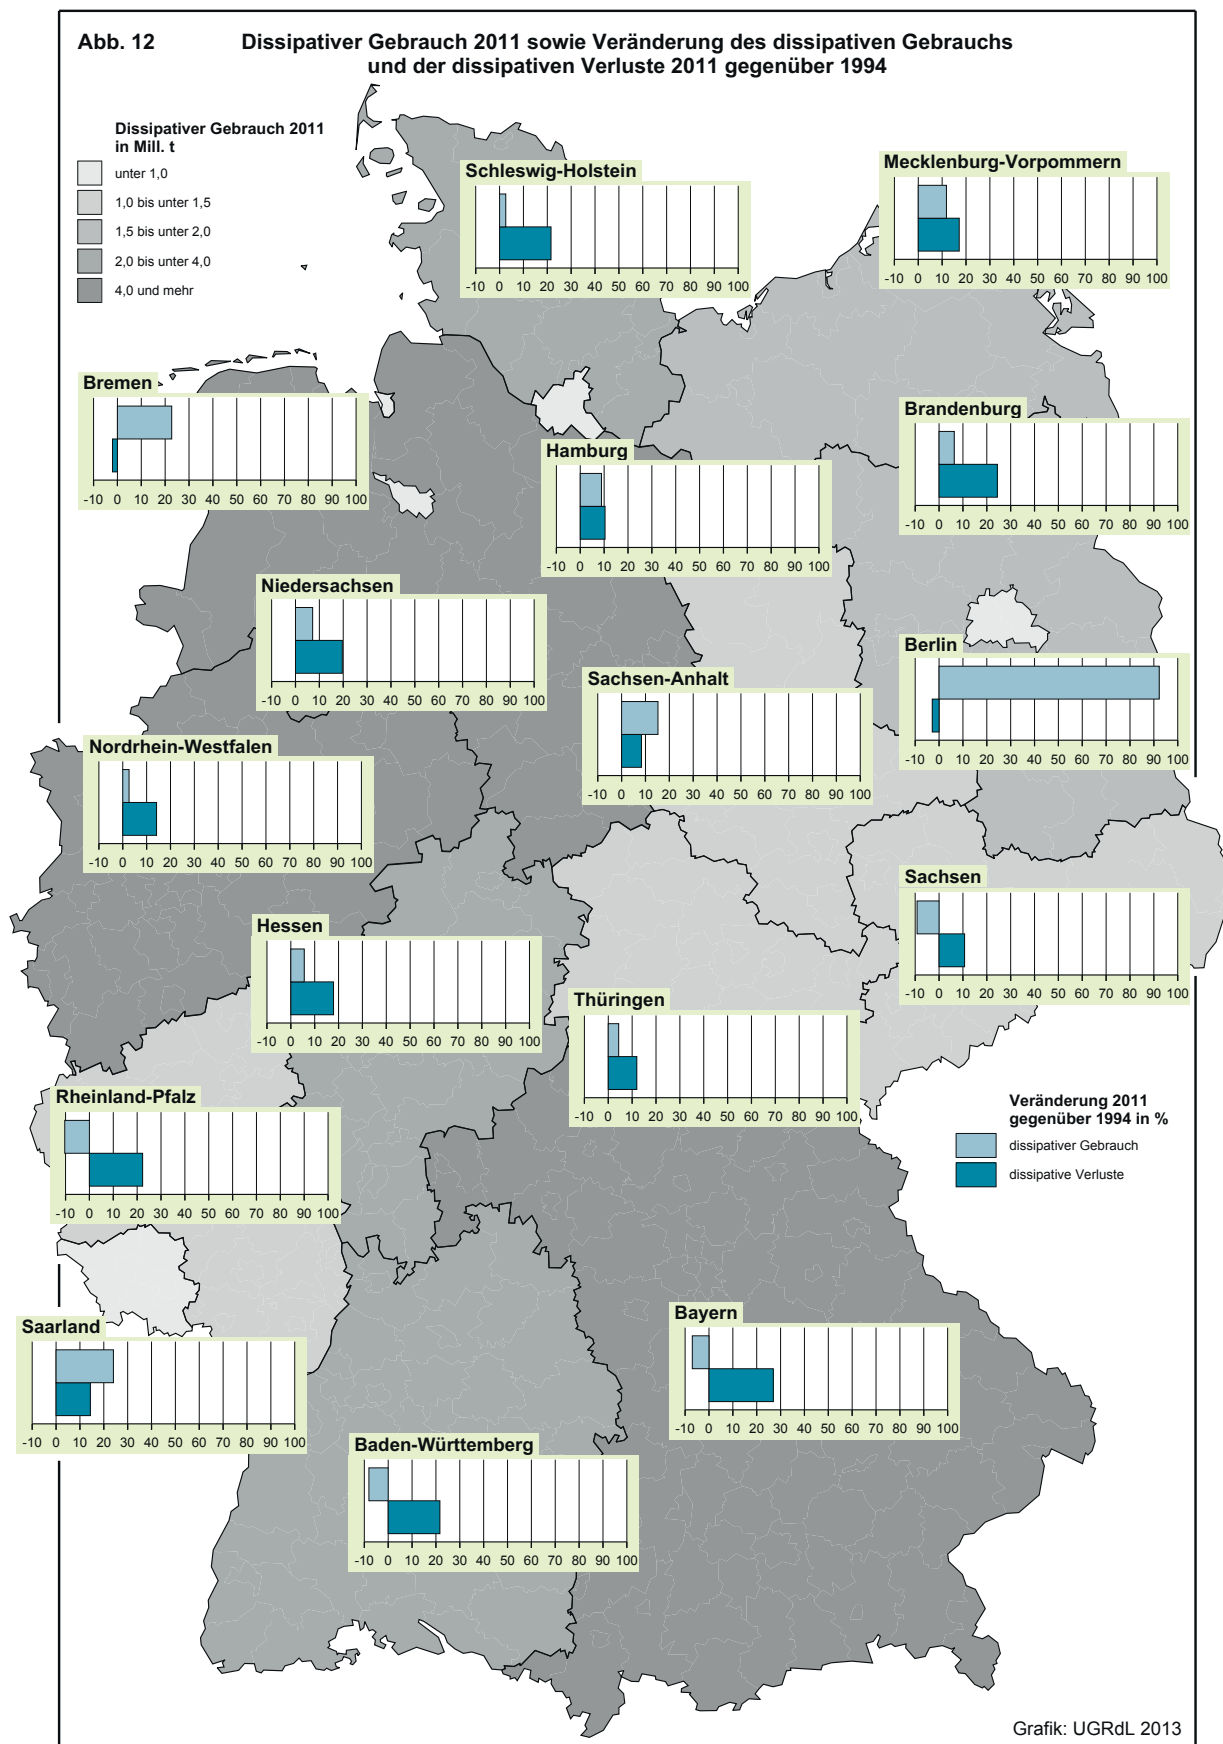 Abb. 12 Dissipativer Gebrauch 2011 sowie Veränderung des dissipativen Gebrauchs
und der dissipativen Verluste 2011 gegenüber 1994
Dissipativer Gebrauch 2011
in Mill. t
unter 1,0
1,0 bis unter 1,5
1,5 bis unter 2,0
2,0 bis unter 4,0
4,0 und mehr
Schleswig-Holstein
-10 0 10 20 30 40 50 60 70 80 90 100
Mecklenburg-Vorpommern
-10 0 10 20 30 40 50 60 70 80 90 100
Bremen
-10 0 10 20 30 40 50 60 70 80 90 100
Brandenburg
-10 0 10 20 30 40 50 60 70 80 90 100
Hamburg
-10 0 10 20 30 40 50 60 70 80 90 100
Niedersachsen
-10 0 10 20 30 40 50 60 70 80 90 100
Berlin
-10 0 10 20 30 40 50 60 70 80 90 100
Sachsen-Anhalt
-10 0 10 20 30 40 50 60 70 80 90 100
Nordrhein-Westfalen
-10 0 10 20 30 40 50 60 70 80 90 100
Sachsen
-10 0 10 20 30 40 50 60 70 80 90 100
Hessen
-10 0 10 20 30 40 50 60 70 80 90 100
Thüringen
-10 0 10 20 30 40 50 60 70 80 90 100
Rheinland-Pfalz
-10 0 10 20 30 40 50 60 70 80 90 100
Veränderung 2011
gegenüber 1994 in %
dissipativer Gebrauch
dissipative Verluste
Saarland
-10 0 10 20 30 40 50 60 70 80 90 100
Bayern
-10 0 10 20 30 40 50 60 70 80 90 100
Baden-Württemberg
-10 0 10 20 30 40 50 60 70 80 90 100
Grafik: UGRdL 2013